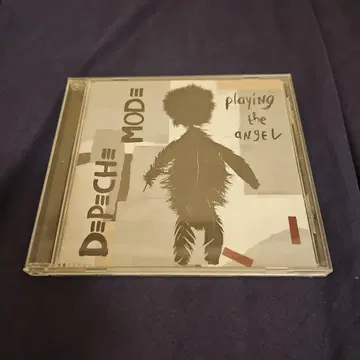 DEPECHE MODE
playing
the
angel